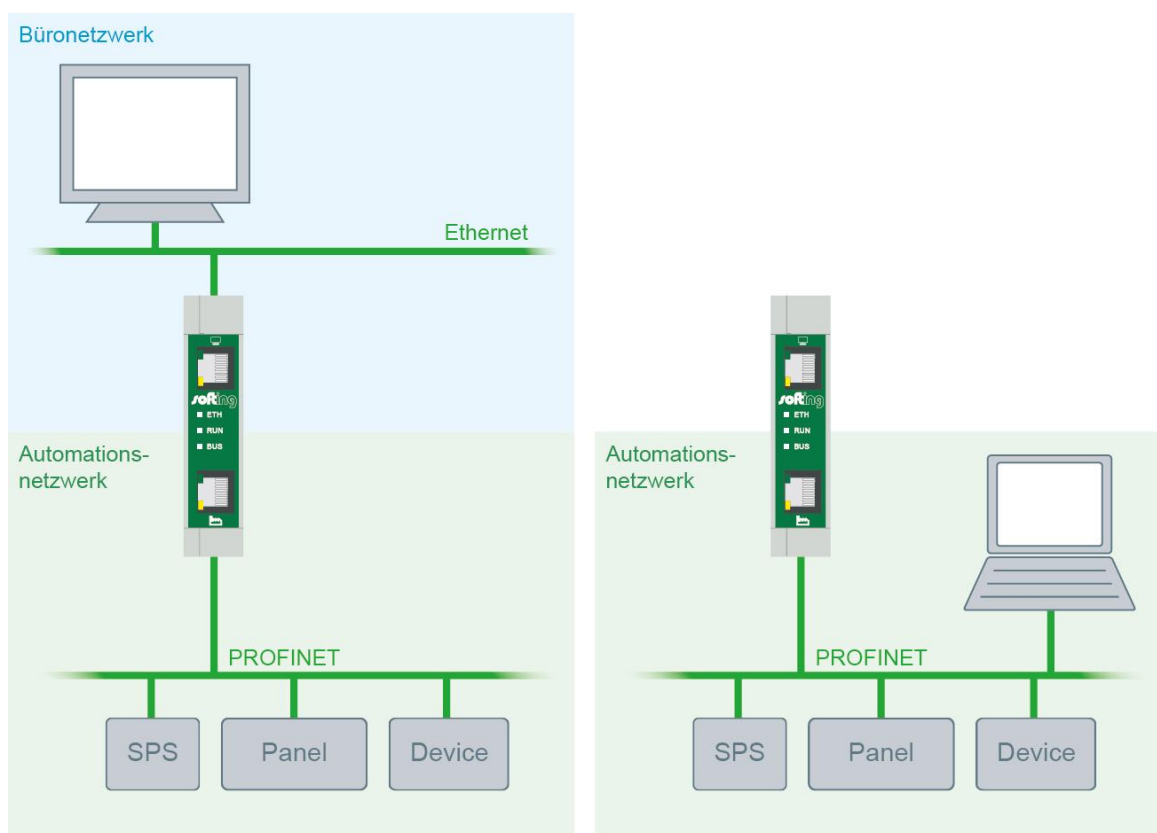 Büronetzwerk
Ethernet
softing
ETH
RUN
BUS
Automations-
netzwerk
PROFINET
SPS
Panel
Device
softing
ETH
RUN
BUS
Automations-
netzwerk
PROFINET
SPS
Panel
Device